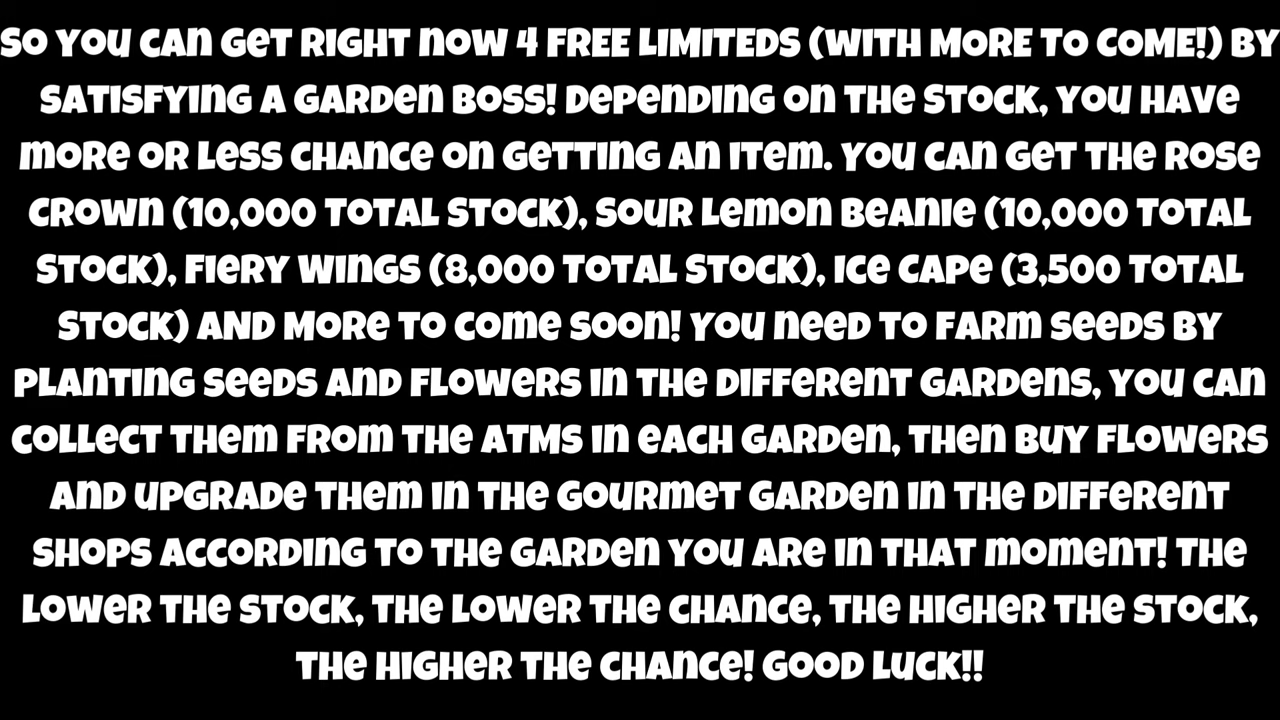 SO YOU CAN GET RIGHT NOW 4 FREE LIMITEDS (WITH MORE TO COME!) BY
SATISFYING A GARDEN BOSS! DEPENDING ON THE STOCK, YOU HAVE
MORE OR LESS CHANCE ON GETTING AN ITEM. YOU CAN GET THE ROSE
CROWN (10,000 TOTAL STOCK), SOUR LEMON BEANIE (10,000 TOTAL
STOCK), FIERY WINGS (8,000 TOTAL STOCK), ICE CAPE (3,500 TOTAL
STOCK) AND MORE TO COME SOON! YOU NEED TO FARM SEEDS BY
PLANTING SEEDS AND FLOWERS IN THE DIFFERENT GARDENS, YOU CAN
COLLECT THEM FROM THE ATMS IN EACH GARDEN, THEN BUY FLOWERS
AND UPGRADE THEM IN THE GOURMET GARDEN IN THE DIFFERENT
SHOPS ACCORDING TO THE GARDEN YOU ARE IN THAT MOMENT! THE
LOWER THE STOCK, THE LOWER THE CHANCE, THE HIGHER THE STOCK,
THE HIGHER THE CHANCE! GOOD LUCK!!